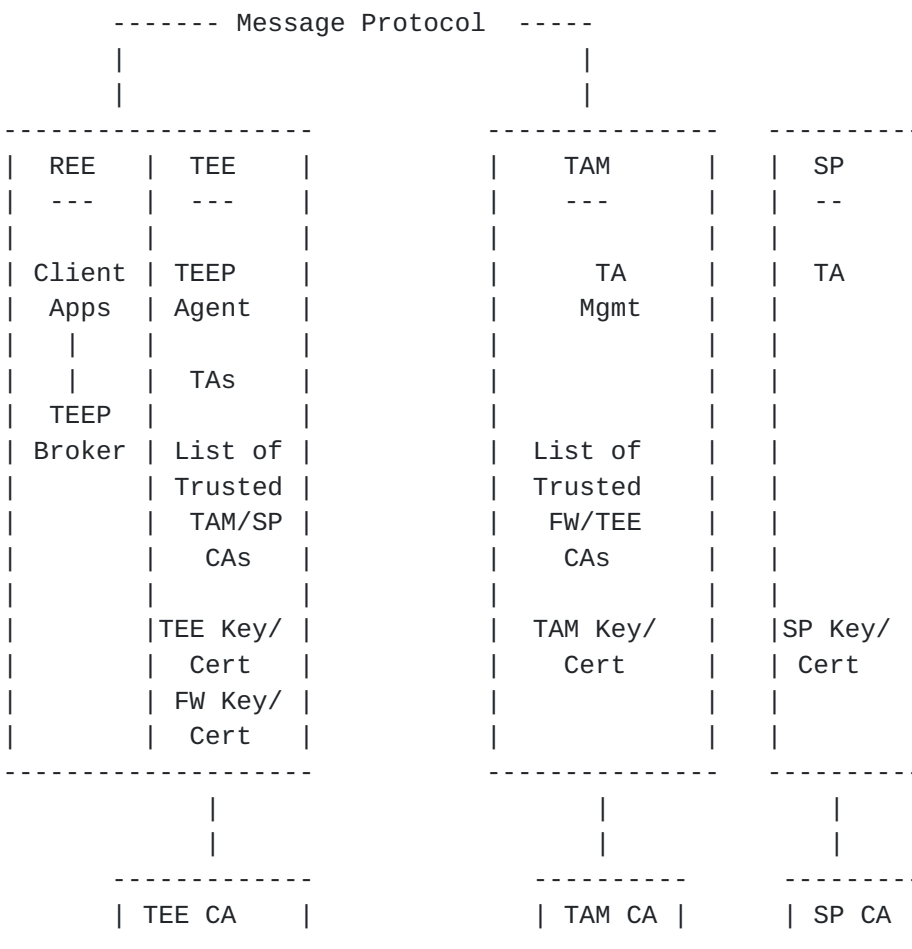 ------- Message Protocol  -----
|                             |
|                             |
--------------------           ---------------   ----------
|  REE   |  TEE     |           |    TAM      |   |  SP
|  ---   |  ---     |           |    ---      |   |  --
|        |          |           |             |   |
| Client | TEEP     |           |      TA     |   |  TA
|  Apps  | Agent    |           |     Mgmt    |   |
|   |    |          |           |             |   |
|   |    |  TAs     |           |             |   |
|  TEEP  |          |           |             |   |
| Broker | List of  |           |  List of    |   |
|        | Trusted  |           |  Trusted    |   |
|        |  TAM/SP  |           |   FW/TEE    |   |
|        |   CAs    |           |    CAs      |   |
|        |          |           |             |   |
|        |TEE Key/  |           |  TAM Key/   |   |SP Key/
|        |  Cert    |           |    Cert     |   | Cert
|        | FW Key/  |           |             |   |
|        |  Cert    |           |             |   |
--------------------           ---------------   ----------
|                        |              |
|                        |              |
-------------              ----------      ---------
| TEE CA     |              | TAM CA |      | SP CA